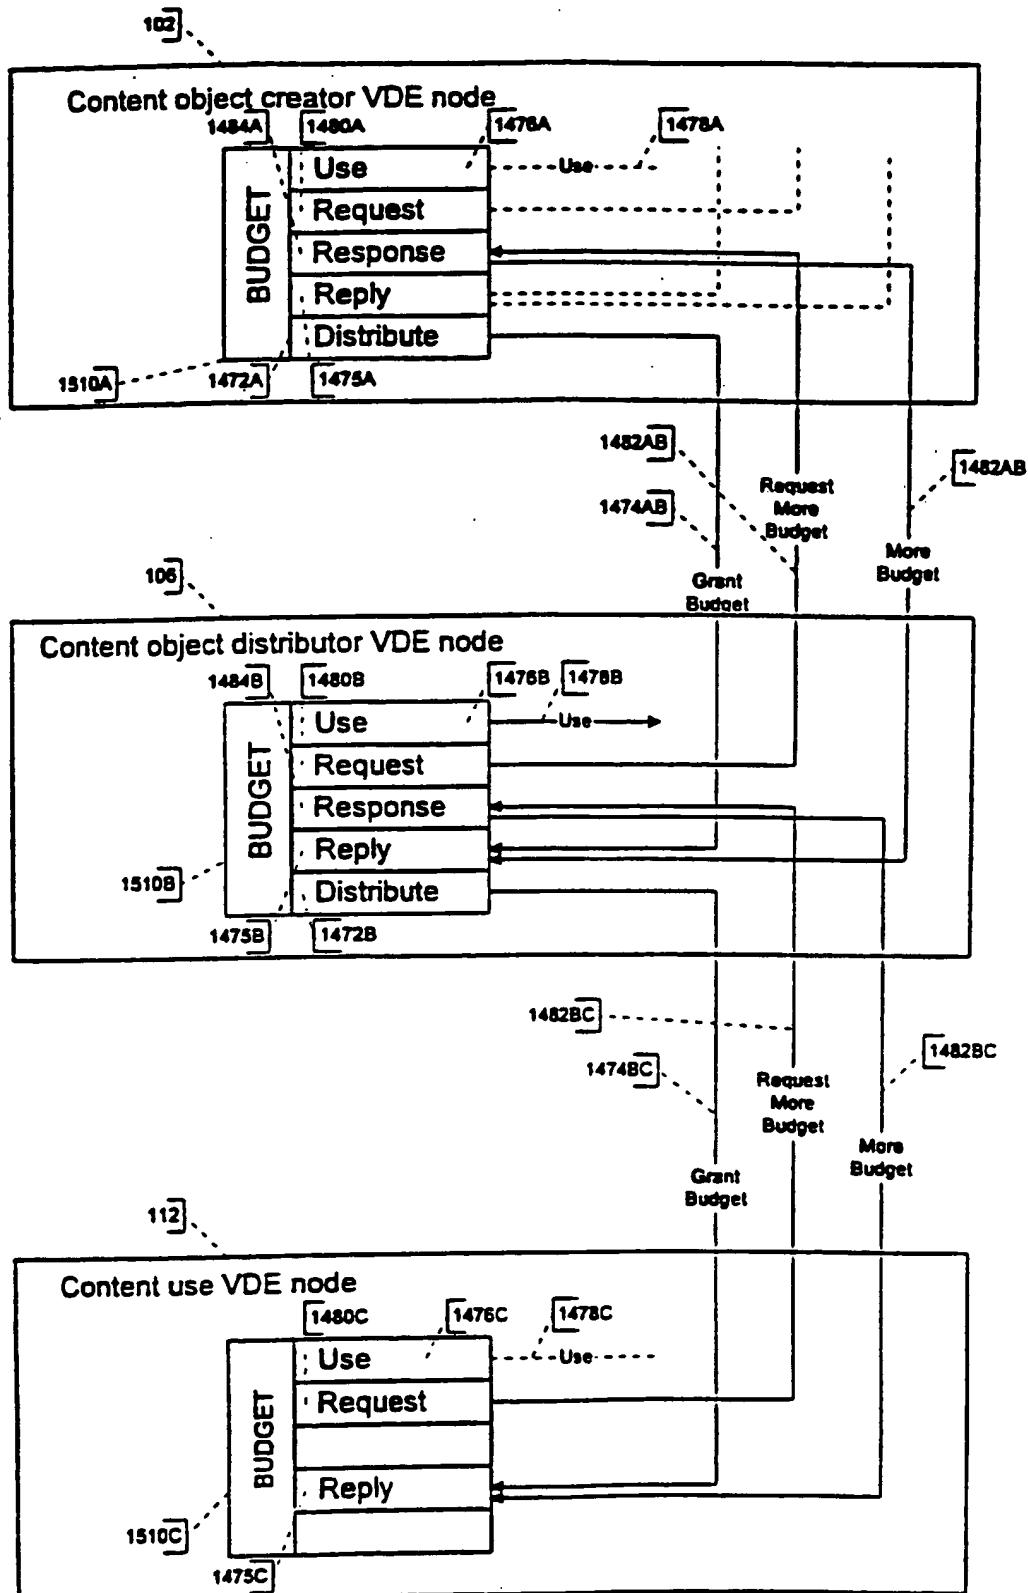 102
Content object creator VDE node
1484A
1480A
1476A
1478A
BUDGET
Use
Use
Request
Response
Reply
Distribute
1510A
1472A
1475A
1482AB
1482AB
1474AB
Request
More
Budget
More
Budget
Grant
Budget
106
Content object distributor VDE node
1484B
1480B
1476B
1478B
BUDGET
Use
Use
Request
Response
Reply
Distribute
1510B
1475B
1472B
1482BC
1482BC
1474BC
Request
More
Budget
More
Budget
Grant
Budget
112
Content use VDE node
1480C
1476C
1478C
BUDGET
Use
Use
Request
Reply
1510C
1475C